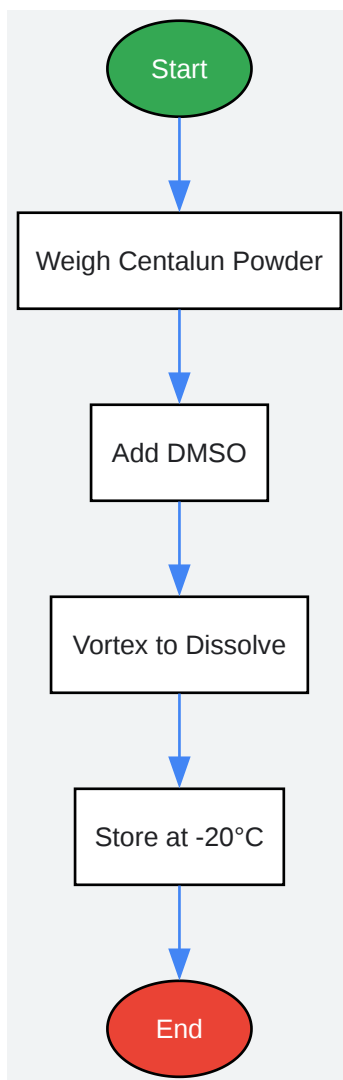 Start
Weigh Centalun Powder
Add DMSO
Vortex to Dissolve
Store at -20°C
End